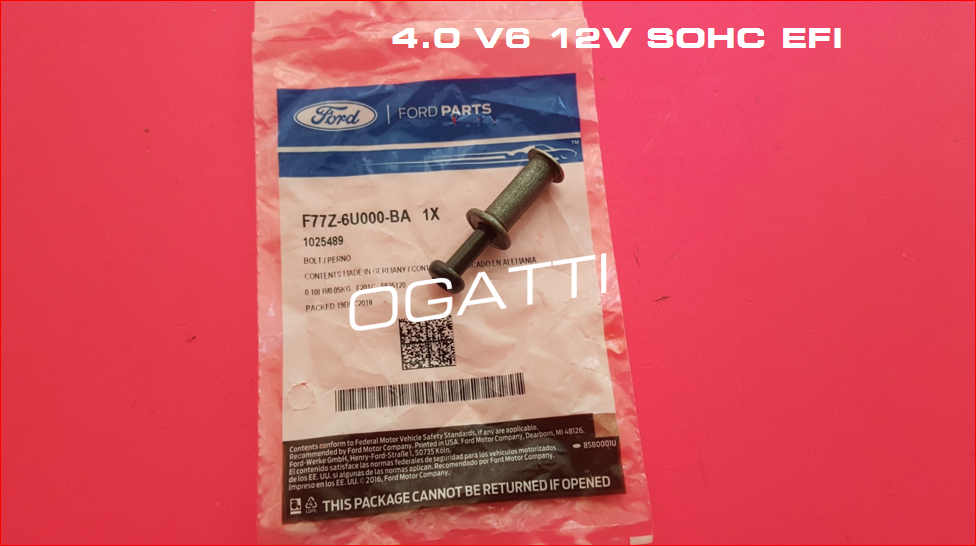 4.0 V6 12V SOHC EFI
Ford | FORD PARTS
TM
F77Z-6U000-BA 1X
1025489
BOLT / PERNO
CONTENTS MADE IN GERMANY / CONT CADO EN ALEMANIA
PACKED 19DEC2018
OGATTI
Contents conform to Federal Motor Vehicle Safety Standards, if any are applicable.
Recommended by Ford Motor Company. Printed in USA. Ford Motor Company, Dearborn, MI 48126.
Ford-Werke GmbH, Henry-Ford-Straße 1, 50735 Köln.
El contenido satisface las normas federales de seguridad para los vehículos motorizados
de los EE. UU. si algunas de las normas aplican. Recomendado por Ford Motor Company.
Impreso en los EE. UU. © 2016, Ford Motor Company.
THIS PACKAGE CANNOT BE RETURNED IF OPENED